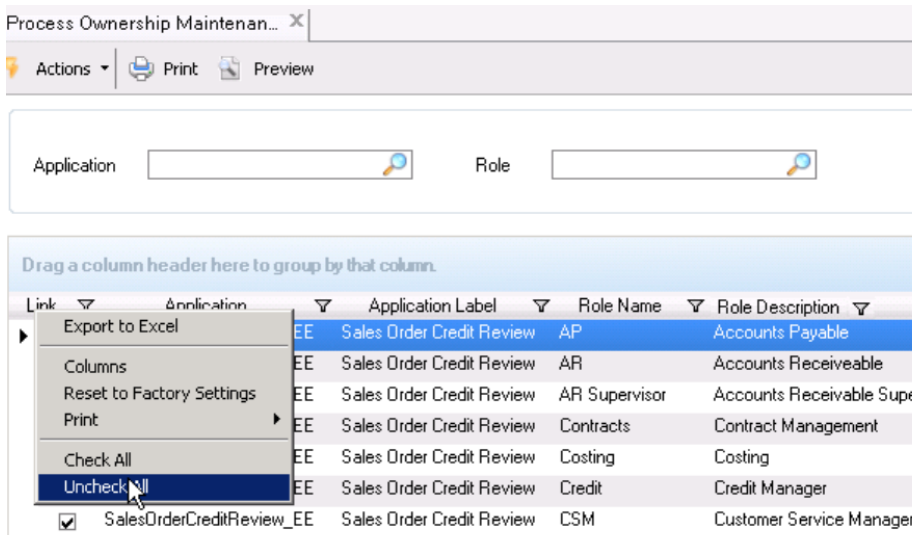 Process Ownership Maintenan... X
Actions Print Preview
Application Role
Drag a column header here to group by that column.
Link Application Application Label Role Name Role Description
Export to Excel
EE Sales Order Credit Review AP Accounts Payable
Columns
EE Sales Order Credit Review AR Accounts Receiveable
Reset to Factory Settings
EE Sales Order Credit Review AR Supervisor Accounts Receivable Supe
Print
EE Sales Order Credit Review Contracts Contract Management
Check All
EE Sales Order Credit Review Costing Costing
Uncheck All
EE Sales Order Credit Review Credit Credit Manager
SalesOrderCreditReview_EE Sales Order Credit Review CSM Customer Service Manager